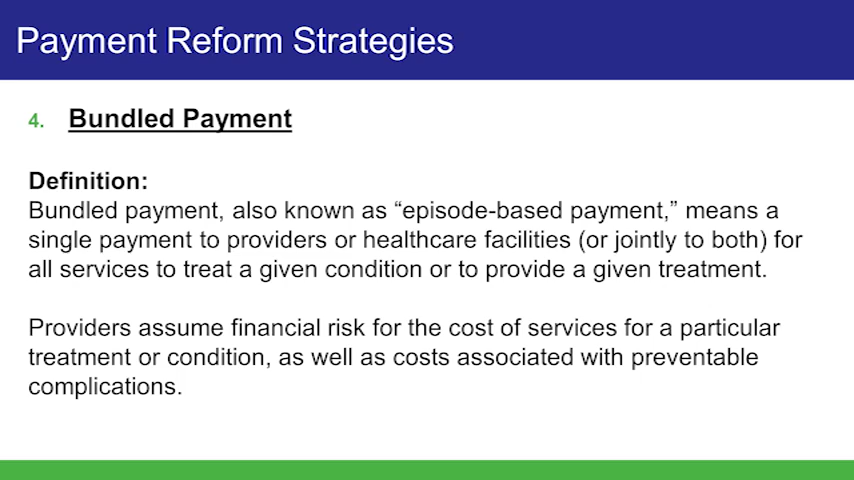 Payment Reform Strategies
4. Bundled Payment
Definition:
Bundled payment, also known as “episode-based payment,” means a
single payment to providers or healthcare facilities (or jointly to both) for
all services to treat a given condition or to provide a given treatment.
Providers assume financial risk for the cost of services for a particular
treatment or condition, as well as costs associated with preventable
complications.